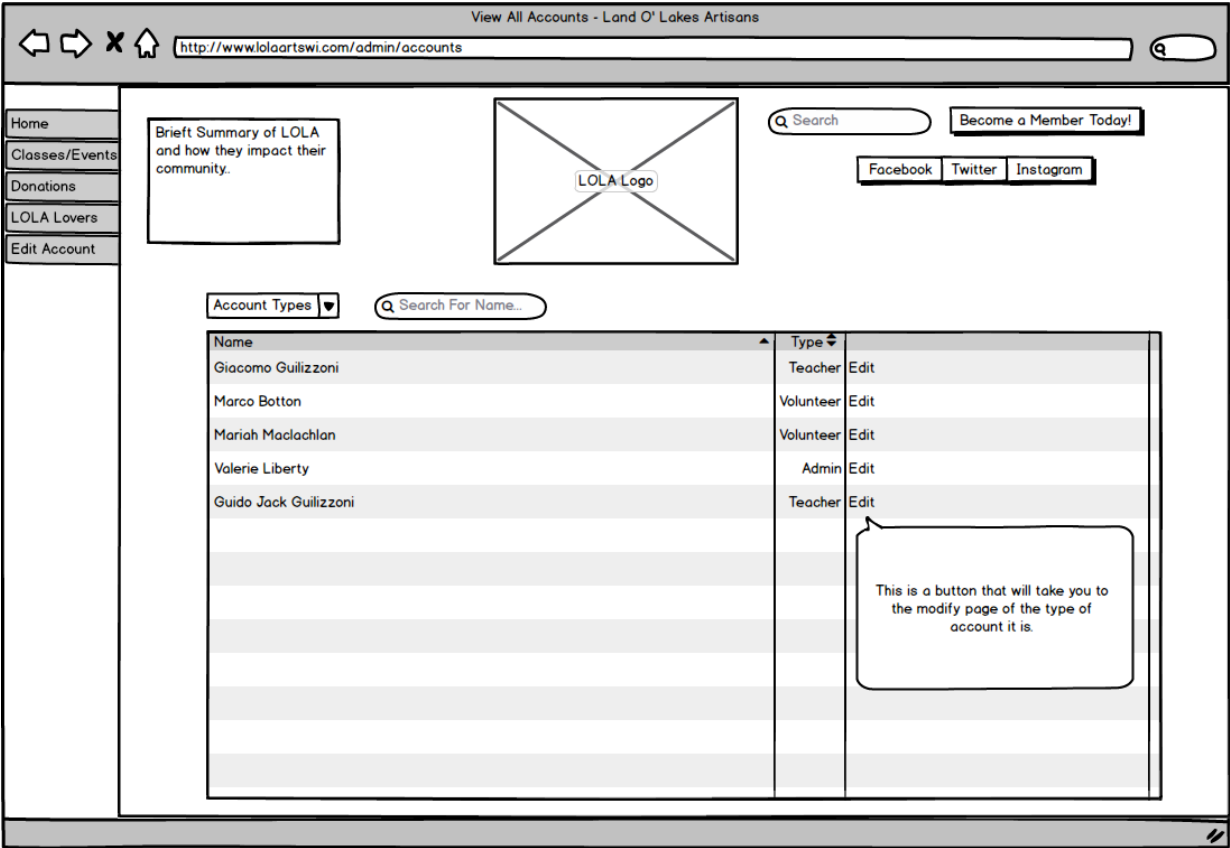 View All Accounts - Land O' Lakes Artisans
http://www.lolaartswi.com/admin/accounts
Home
Classes/Events
Donations
LOLA Lovers
Edit Account
Brieft Summary of LOLA
and how they impact their
community..
LOLA Logo
Search
Become a Member Today!
Facebook Twitter Instagram
Account Types
Search For Name...
Name Type
Giacomo Guilizzoni Teacher Edit
Marco Botton Volunteer Edit
Mariah Maclachlan Volunteer Edit
Valerie Liberty Admin Edit
Guido Jack Guilizzoni Teacher Edit
This is a button that will take you to
the modify page of the type of
account it is.